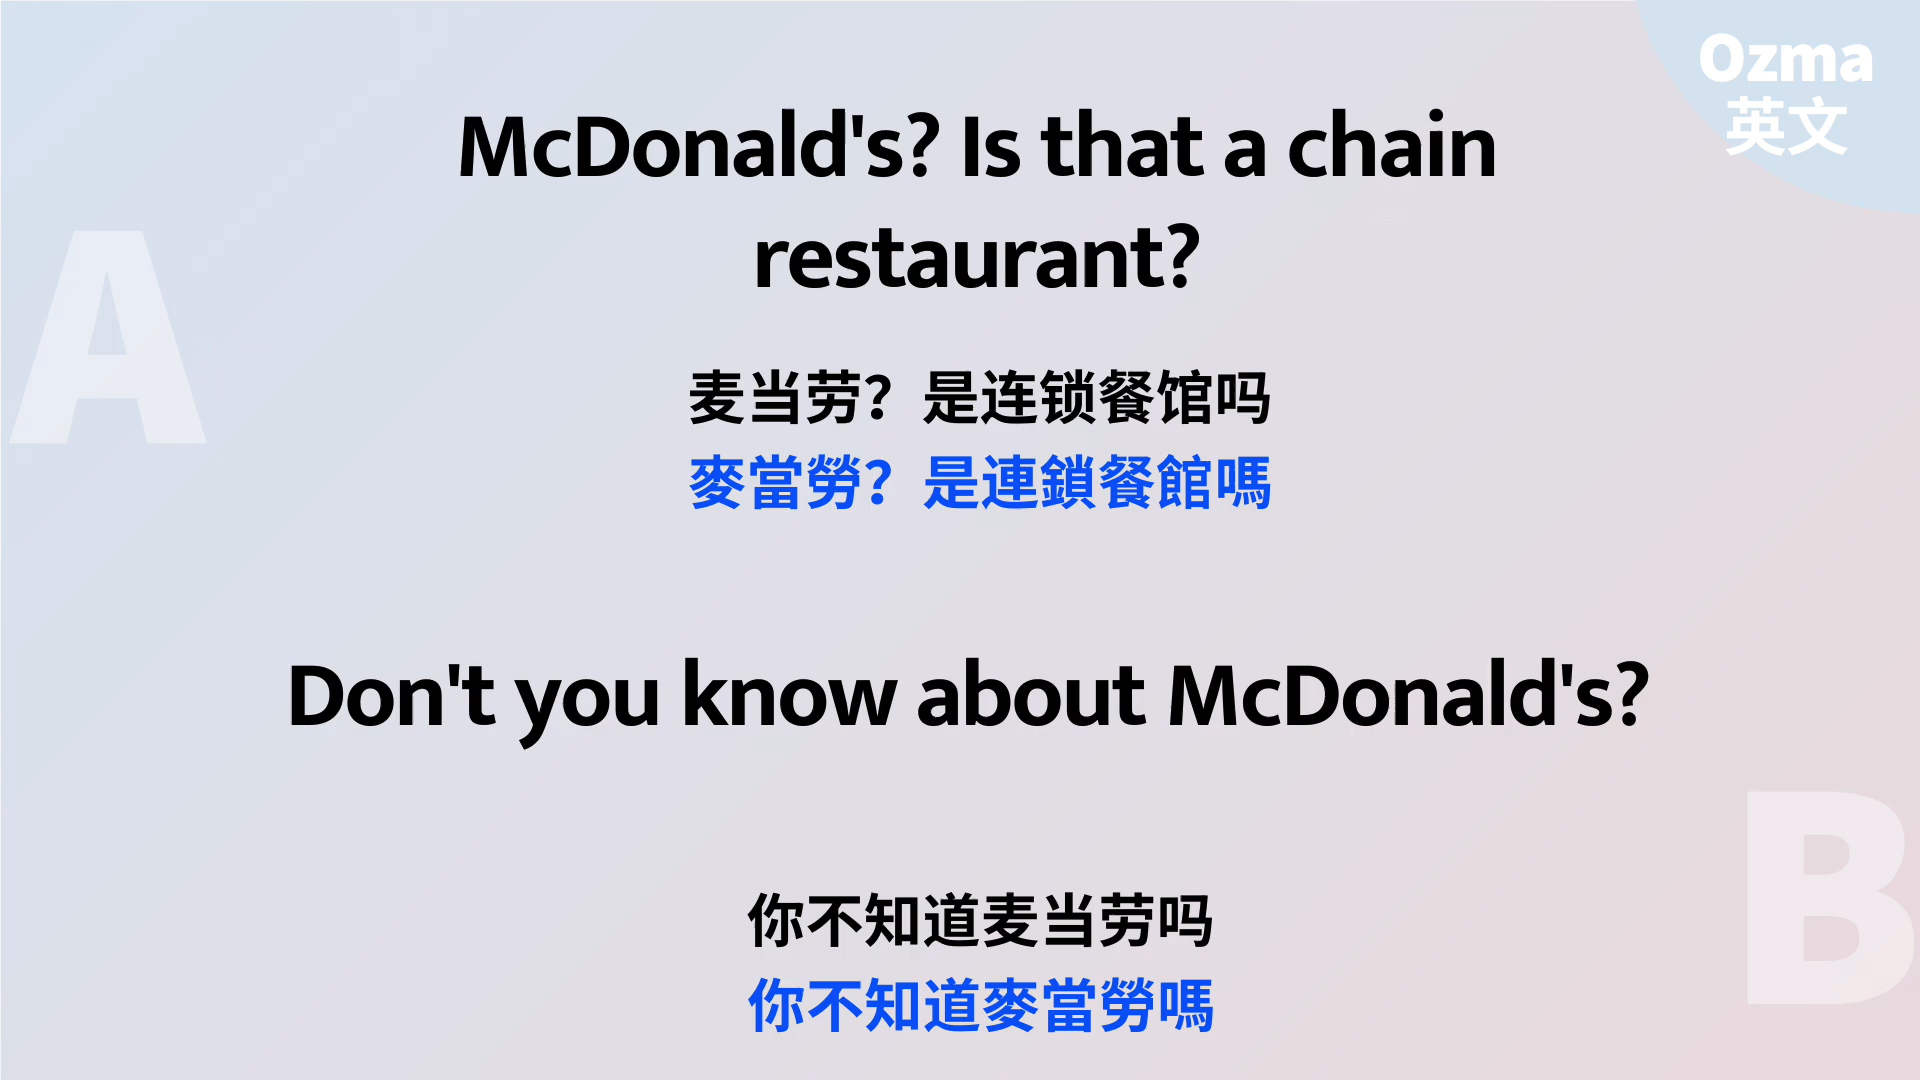 Ozma
英文
A
McDonald's? Is that a chain
restaurant?
麦当劳？是连锁餐馆吗
麥當勞？是連鎖餐館嗎
Don't you know about McDonald's?
B
你不知道麦当劳吗
你不知道麥當勞嗎